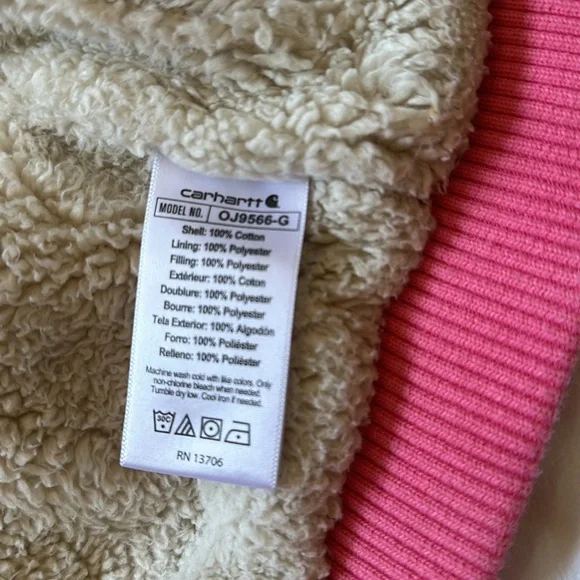 carhartt
MODEL NO. OJ9566-G
Shell: 100% Cotton
Lining: 100% Polyester
Filling: 100% Polyester
Extérieur: 100% Coton
Doublure: 100% Polyester
Bourre: 100% Polyester
Tela Exterior: 100% Algodón
Forro: 100% Poliéster
Relleno: 100% Poliéster
Machine wash cold with like colors. Only
non-chlorine bleach when needed.
Tumble dry low. Cool iron if needed.
30C
RN 13706